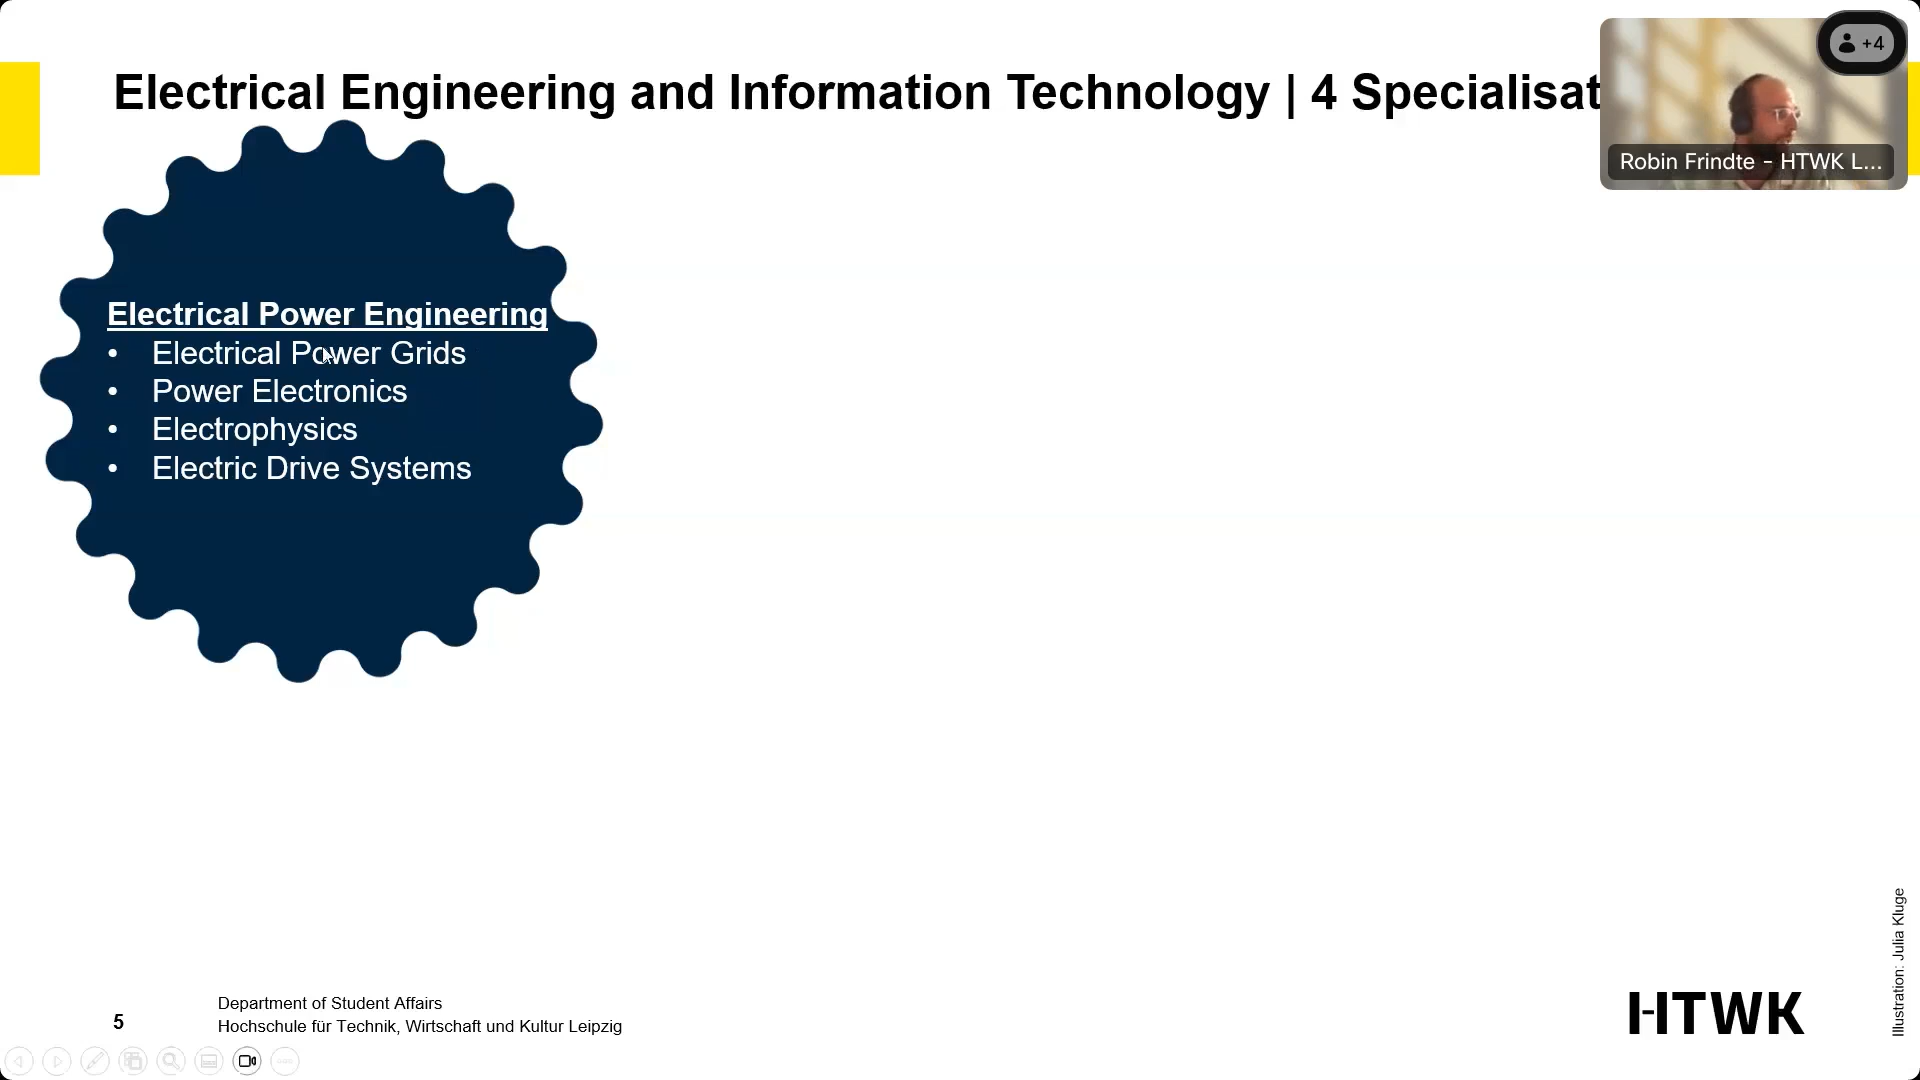 Electrical Engineering and Information Technology | 4 Specialisat
+4
Robin Frindte - HTWK L...
Electrical Power Engineering
• Electrical Power Grids
• Power Electronics
• Electrophysics
• Electric Drive Systems
Illustration: Julia Kluge
5
Department of Student Affairs
Hochschule für Technik, Wirtschaft und Kultur Leipzig
HTWK